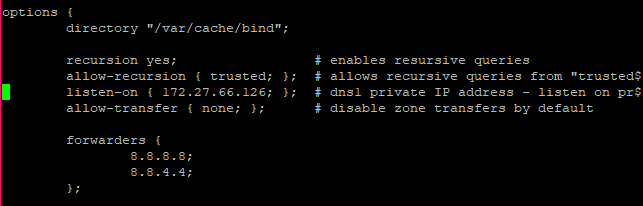 options {
        directory "/var/cache/bind";
        recursion yes;                  # enables resursive queries
        allow-recursion { trusted; };  # allows recursive queries from "trusted$
        listen-on { 172.27.66.126; };  # dns1 private IP address - listen on pr$
        allow-transfer { none; };       # disable zone transfers by default
        forwarders {
                8.8.8.8;
                8.8.4.4;
        };